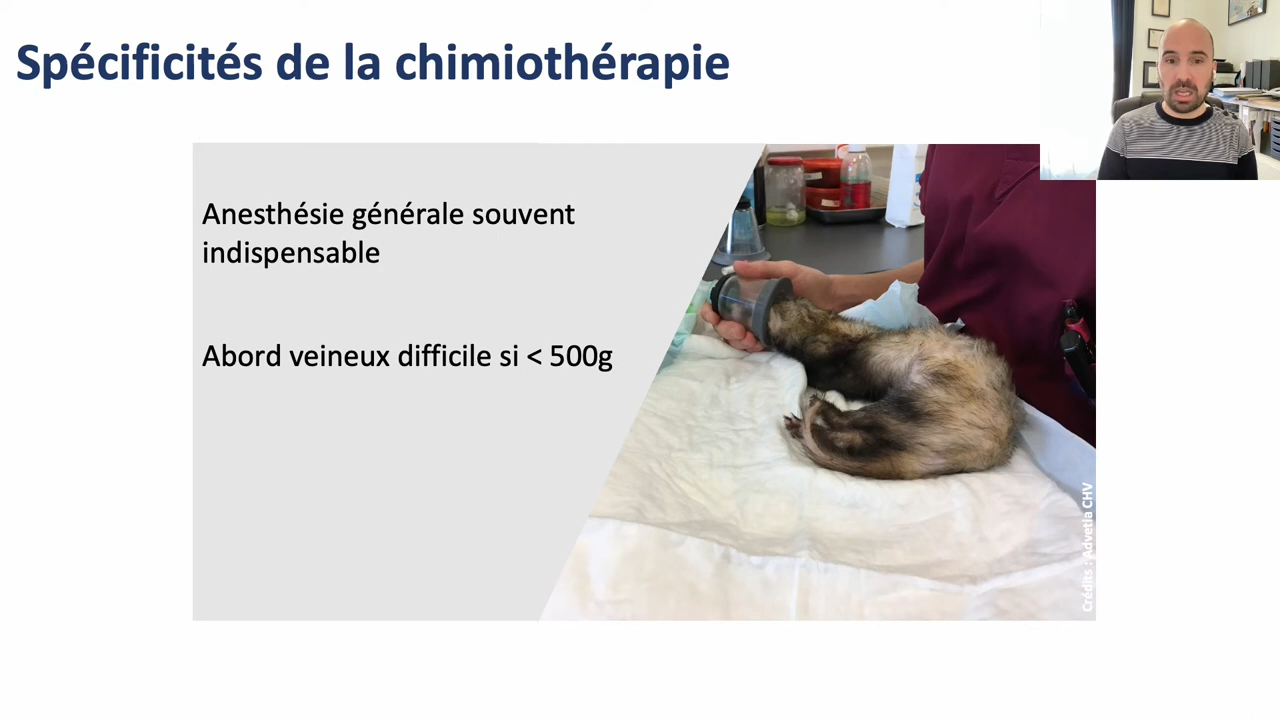 Spécificités de la chimiothérapie
Anesthésie générale souvent
indispensable
Abord veineux difficile si < 500g
Crédits : Advetia CHV